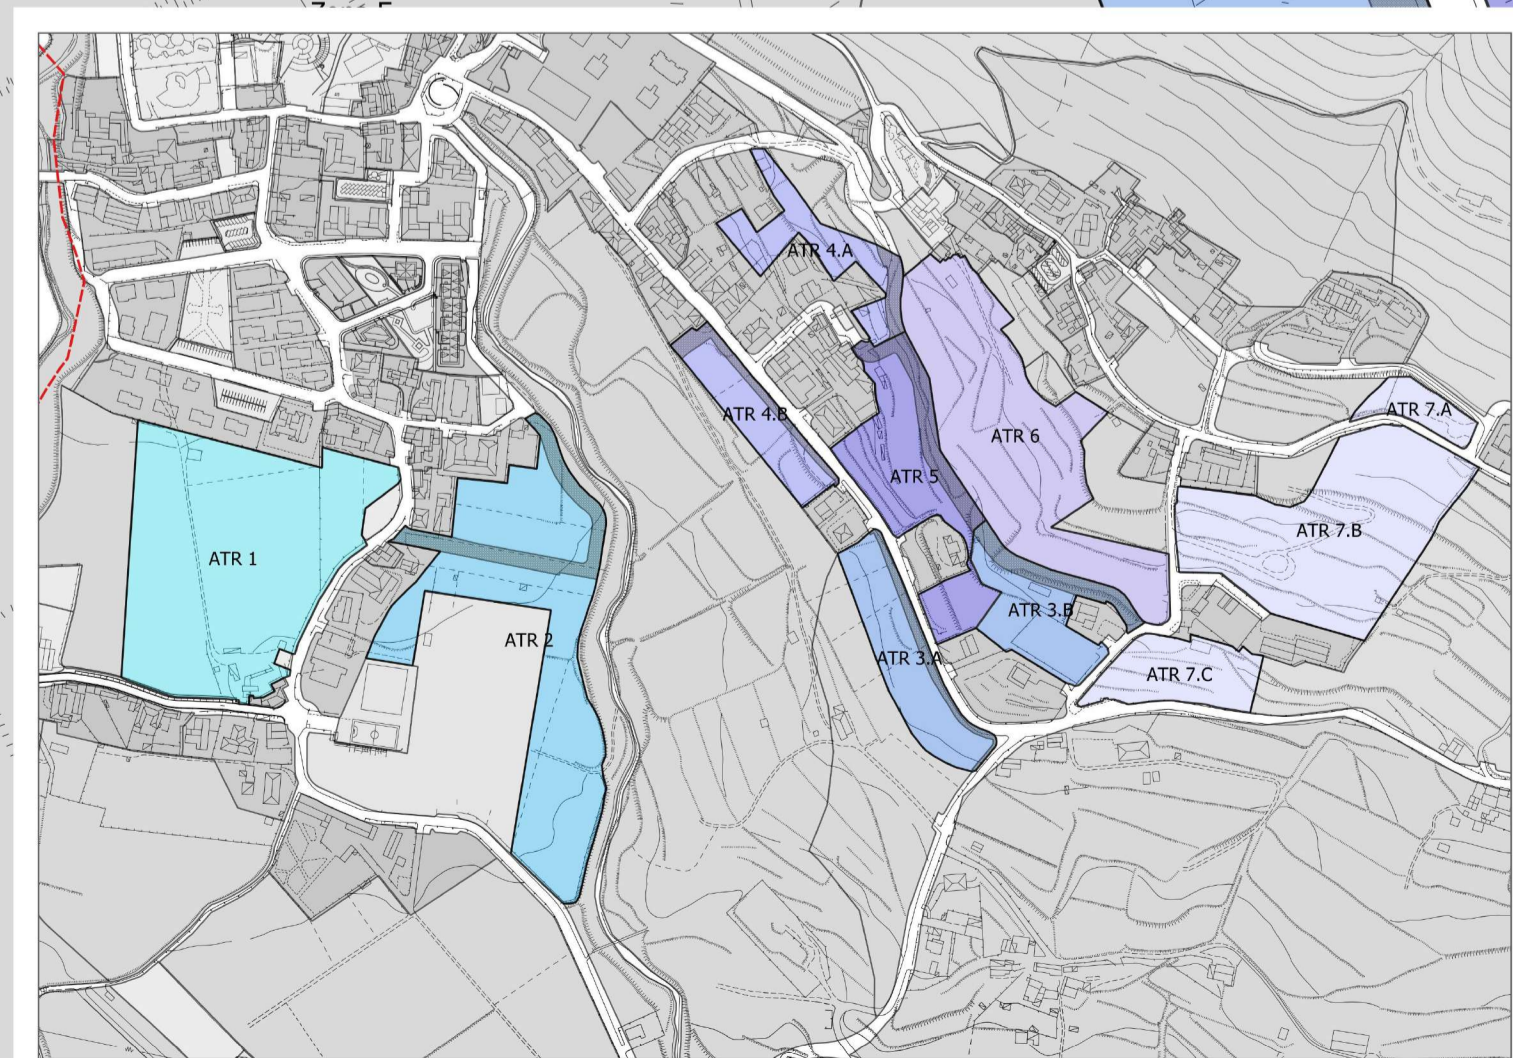 ATR 4.A
ATR 7.A
ATR 4.B
ATR 6
ATR 5
ATR 7.B
ATR 1
ATR 3.B
ATR 2
ATR 3.A
ATR 7.C